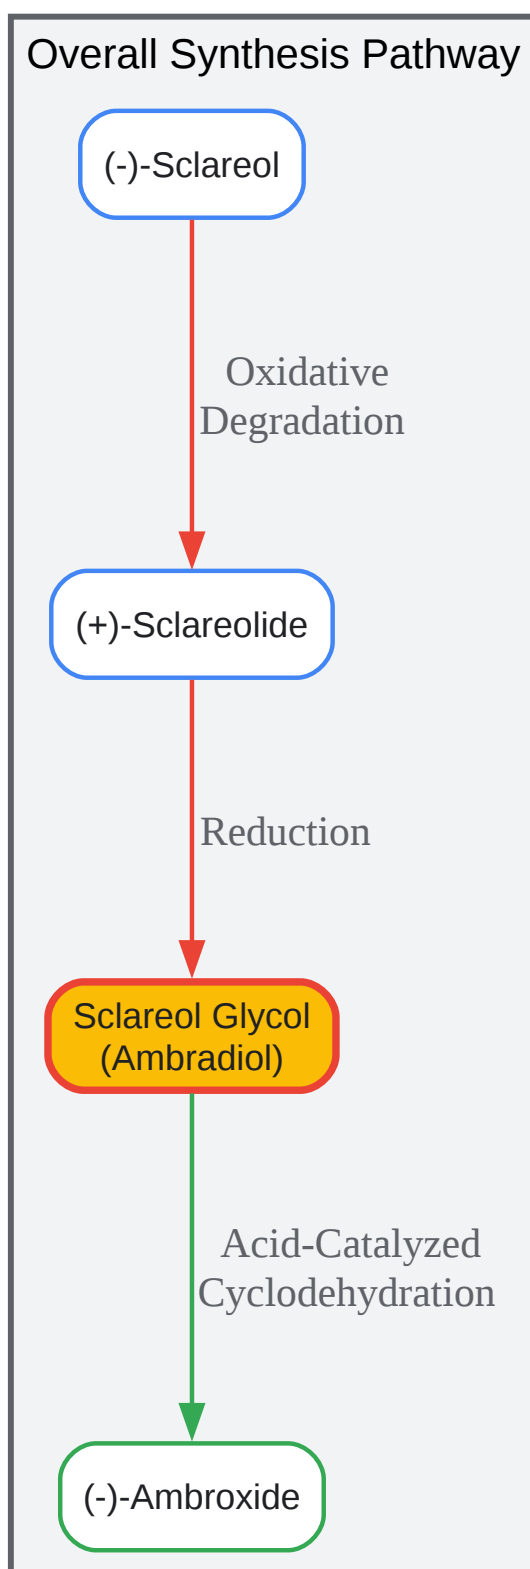 Overall Synthesis Pathway
(-)-Sclareol
Oxidative
Degradation
(+)-Sclareolide
Reduction
Sclareol Glycol
(Ambradiol)
Acid-Catalyzed
Cyclodehydration
(-)-Ambroxide